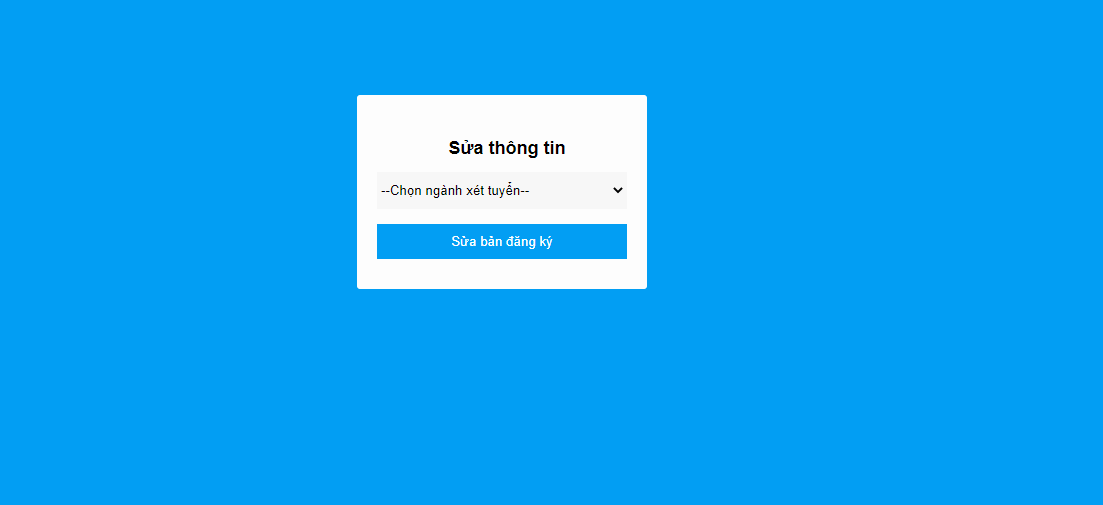 Sửa thông tin
--Chọn ngành xét tuyển--
Sửa bản đăng ký